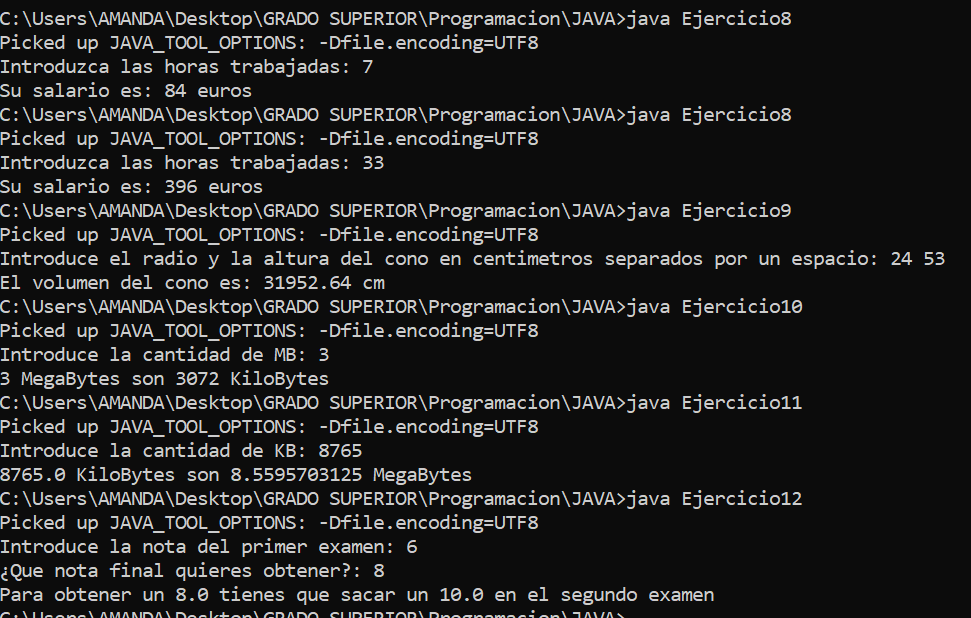 C:\Users\AMANDA\Desktop\GRADO SUPERIOR\Programacion\JAVA>java Ejercicio8
Picked up JAVA_TOOL_OPTIONS: -Dfile.encoding=UTF8
Introduzca las horas trabajadas: 7
Su salario es: 84 euros
C:\Users\AMANDA\Desktop\GRADO SUPERIOR\Programacion\JAVA>java Ejercicio8
Picked up JAVA_TOOL_OPTIONS: -Dfile.encoding=UTF8
Introduzca las horas trabajadas: 33
Su salario es: 396 euros
C:\Users\AMANDA\Desktop\GRADO SUPERIOR\Programacion\JAVA>java Ejercicio9
Picked up JAVA_TOOL_OPTIONS: -Dfile.encoding=UTF8
Introduce el radio y la altura del cono en centimetros separados por un espacio: 24 53
El volumen del cono es: 31952.64 cm
C:\Users\AMANDA\Desktop\GRADO SUPERIOR\Programacion\JAVA>java Ejercicio10
Picked up JAVA_TOOL_OPTIONS: -Dfile.encoding=UTF8
Introduce la cantidad de MB: 3
3 MegaBytes son 3072 KiloBytes
C:\Users\AMANDA\Desktop\GRADO SUPERIOR\Programacion\JAVA>java Ejercicio11
Picked up JAVA_TOOL_OPTIONS: -Dfile.encoding=UTF8
Introduce la cantidad de KB: 8765
8765.0 KiloBytes son 8.5595703125 MegaBytes
C:\Users\AMANDA\Desktop\GRADO SUPERIOR\Programacion\JAVA>java Ejercicio12
Picked up JAVA_TOOL_OPTIONS: -Dfile.encoding=UTF8
Introduce la nota del primer examen: 6
¿Que nota final quieres obtener?: 8
Para obtener un 8.0 tienes que sacar un 10.0 en el segundo examen
C:\Users\AMANDA\Desktop\GRADO SUPERIOR\Programacion\JAVA>